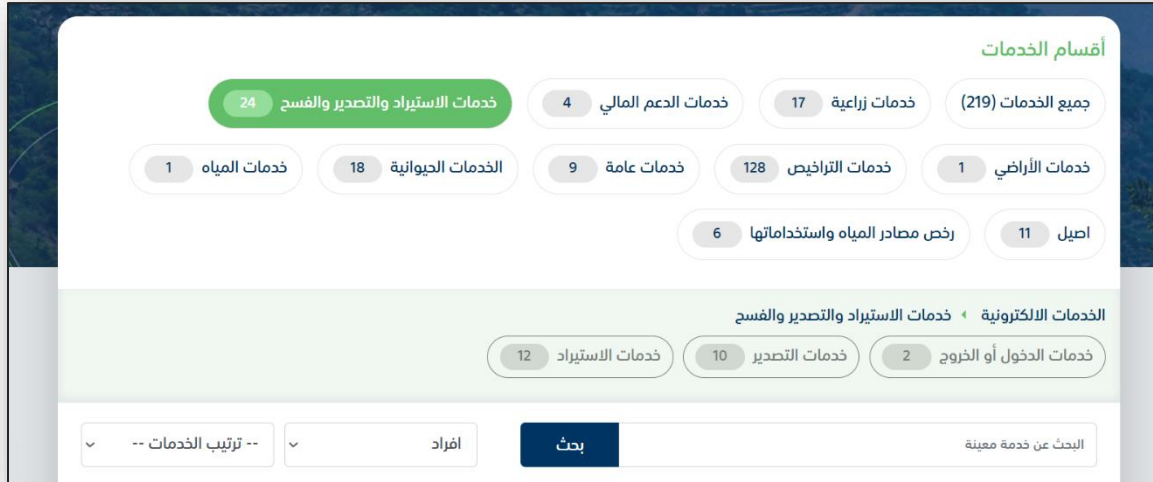 أقسام الخدمات
جميع الخدمات (219) خدمات زراعية 17 خدمات الدعم المالي 4 خدمات الاستيراد والتصدير والفسح 24
خدمات الأراضي 1 خدمات التراخيص 128 خدمات عامة 9 الخدمات الحيوانية 18 خدمات المياه 1
اصيل 11 رخص مصادر المياه واستخداماتها 6
الخدمات الالكترونية خدمات الاستيراد والتصدير والفسح
خدمات الدخول أو الخروج 2 خدمات التصدير 10 خدمات الاستيراد 12
البحث عن خدمة معينة بحث افراد -- ترتيب الخدمات --